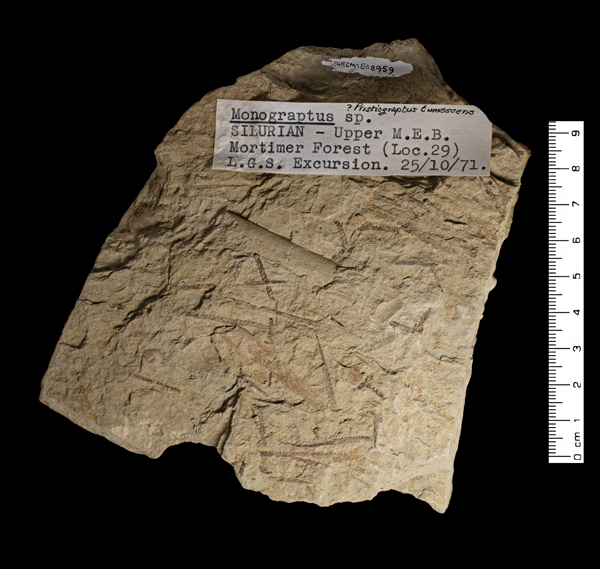 SHRCM:G08959
? Pristiograptus tumescens
Monograptus sp.
SILURIAN - Upper M.E.B.
Mortimer Forest (Loc.29)
L.G.S. Excursion. 25/10/71.
9
8
7
6
5
4
3
2
1
0 cm